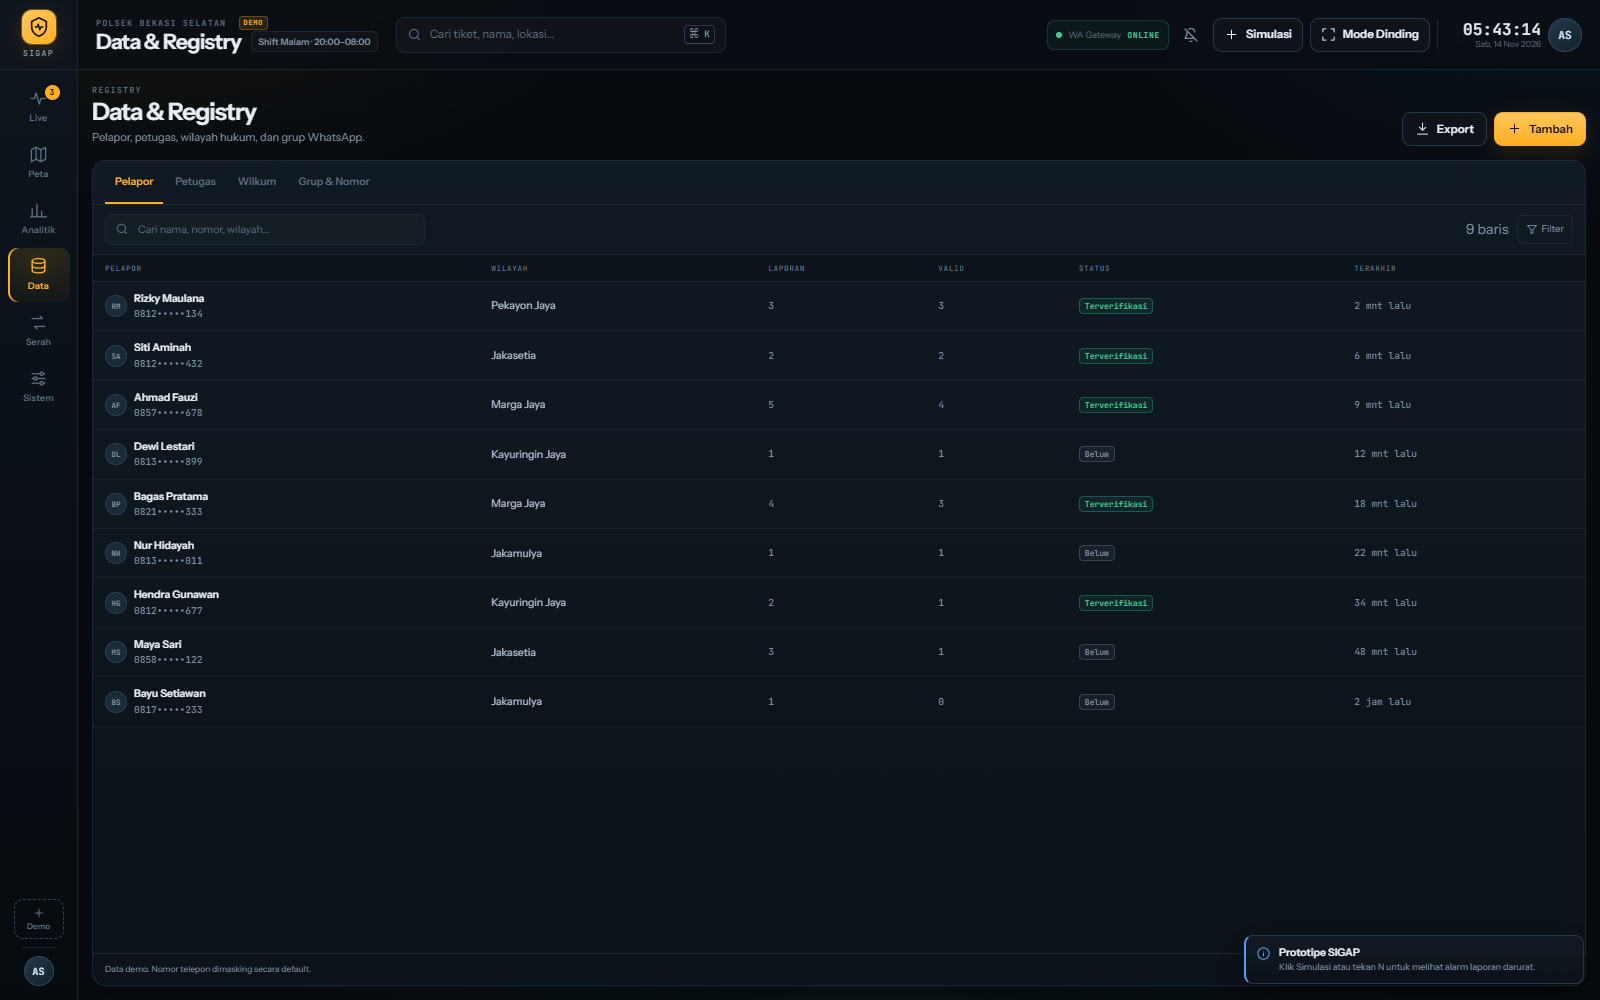 SIGAP
3
Live
Peta
Analitik
Data
Serah
Sistem
Demo
AS
POLSEK BEKASI SELATAN DEMO
Data & Registry Shift Malam · 20:00–08:00
Cari tiket, nama, lokasi... ⌘ K
WA Gateway ONLINE
Simulasi
Mode Dinding
05:43:14
Sab, 14 Nov 2026
AS
REGISTRY
Data & Registry
Pelapor, petugas, wilayah hukum, dan grup WhatsApp.
Export
Tambah
Pelapor Petugas Wilkum Grup & Nomor
Cari nama, nomor, wilayah...
9 baris Filter
PELAPOR WILAYAH LAPORAN VALID STATUS TERAKHIR
RM Rizky Maulana Pekayon Jaya 3 3 Terverifikasi 2 mnt lalu
0812•••••134
SA Siti Aminah Jakasetia 2 2 Terverifikasi 6 mnt lalu
0812•••••432
AF Ahmad Fauzi Marga Jaya 5 4 Terverifikasi 9 mnt lalu
0857•••••678
DL Dewi Lestari Kayuringin Jaya 1 1 Belum 12 mnt lalu
0813•••••899
BP Bagas Pratama Marga Jaya 4 3 Terverifikasi 18 mnt lalu
0821•••••333
NH Nur Hidayah Jakamulya 1 1 Belum 22 mnt lalu
0813•••••011
HG Hendra Gunawan Kayuringin Jaya 2 1 Terverifikasi 34 mnt lalu
0812•••••677
MS Maya Sari Jakasetia 3 1 Belum 48 mnt lalu
0858•••••122
BS Bayu Setiawan Jakamulya 1 0 Belum 2 jam lalu
0817•••••233
Data demo. Nomor telepon dimasking secara default.
Prototipe SIGAP
Klik Simulasi atau tekan N untuk melihat alarm laporan darurat.